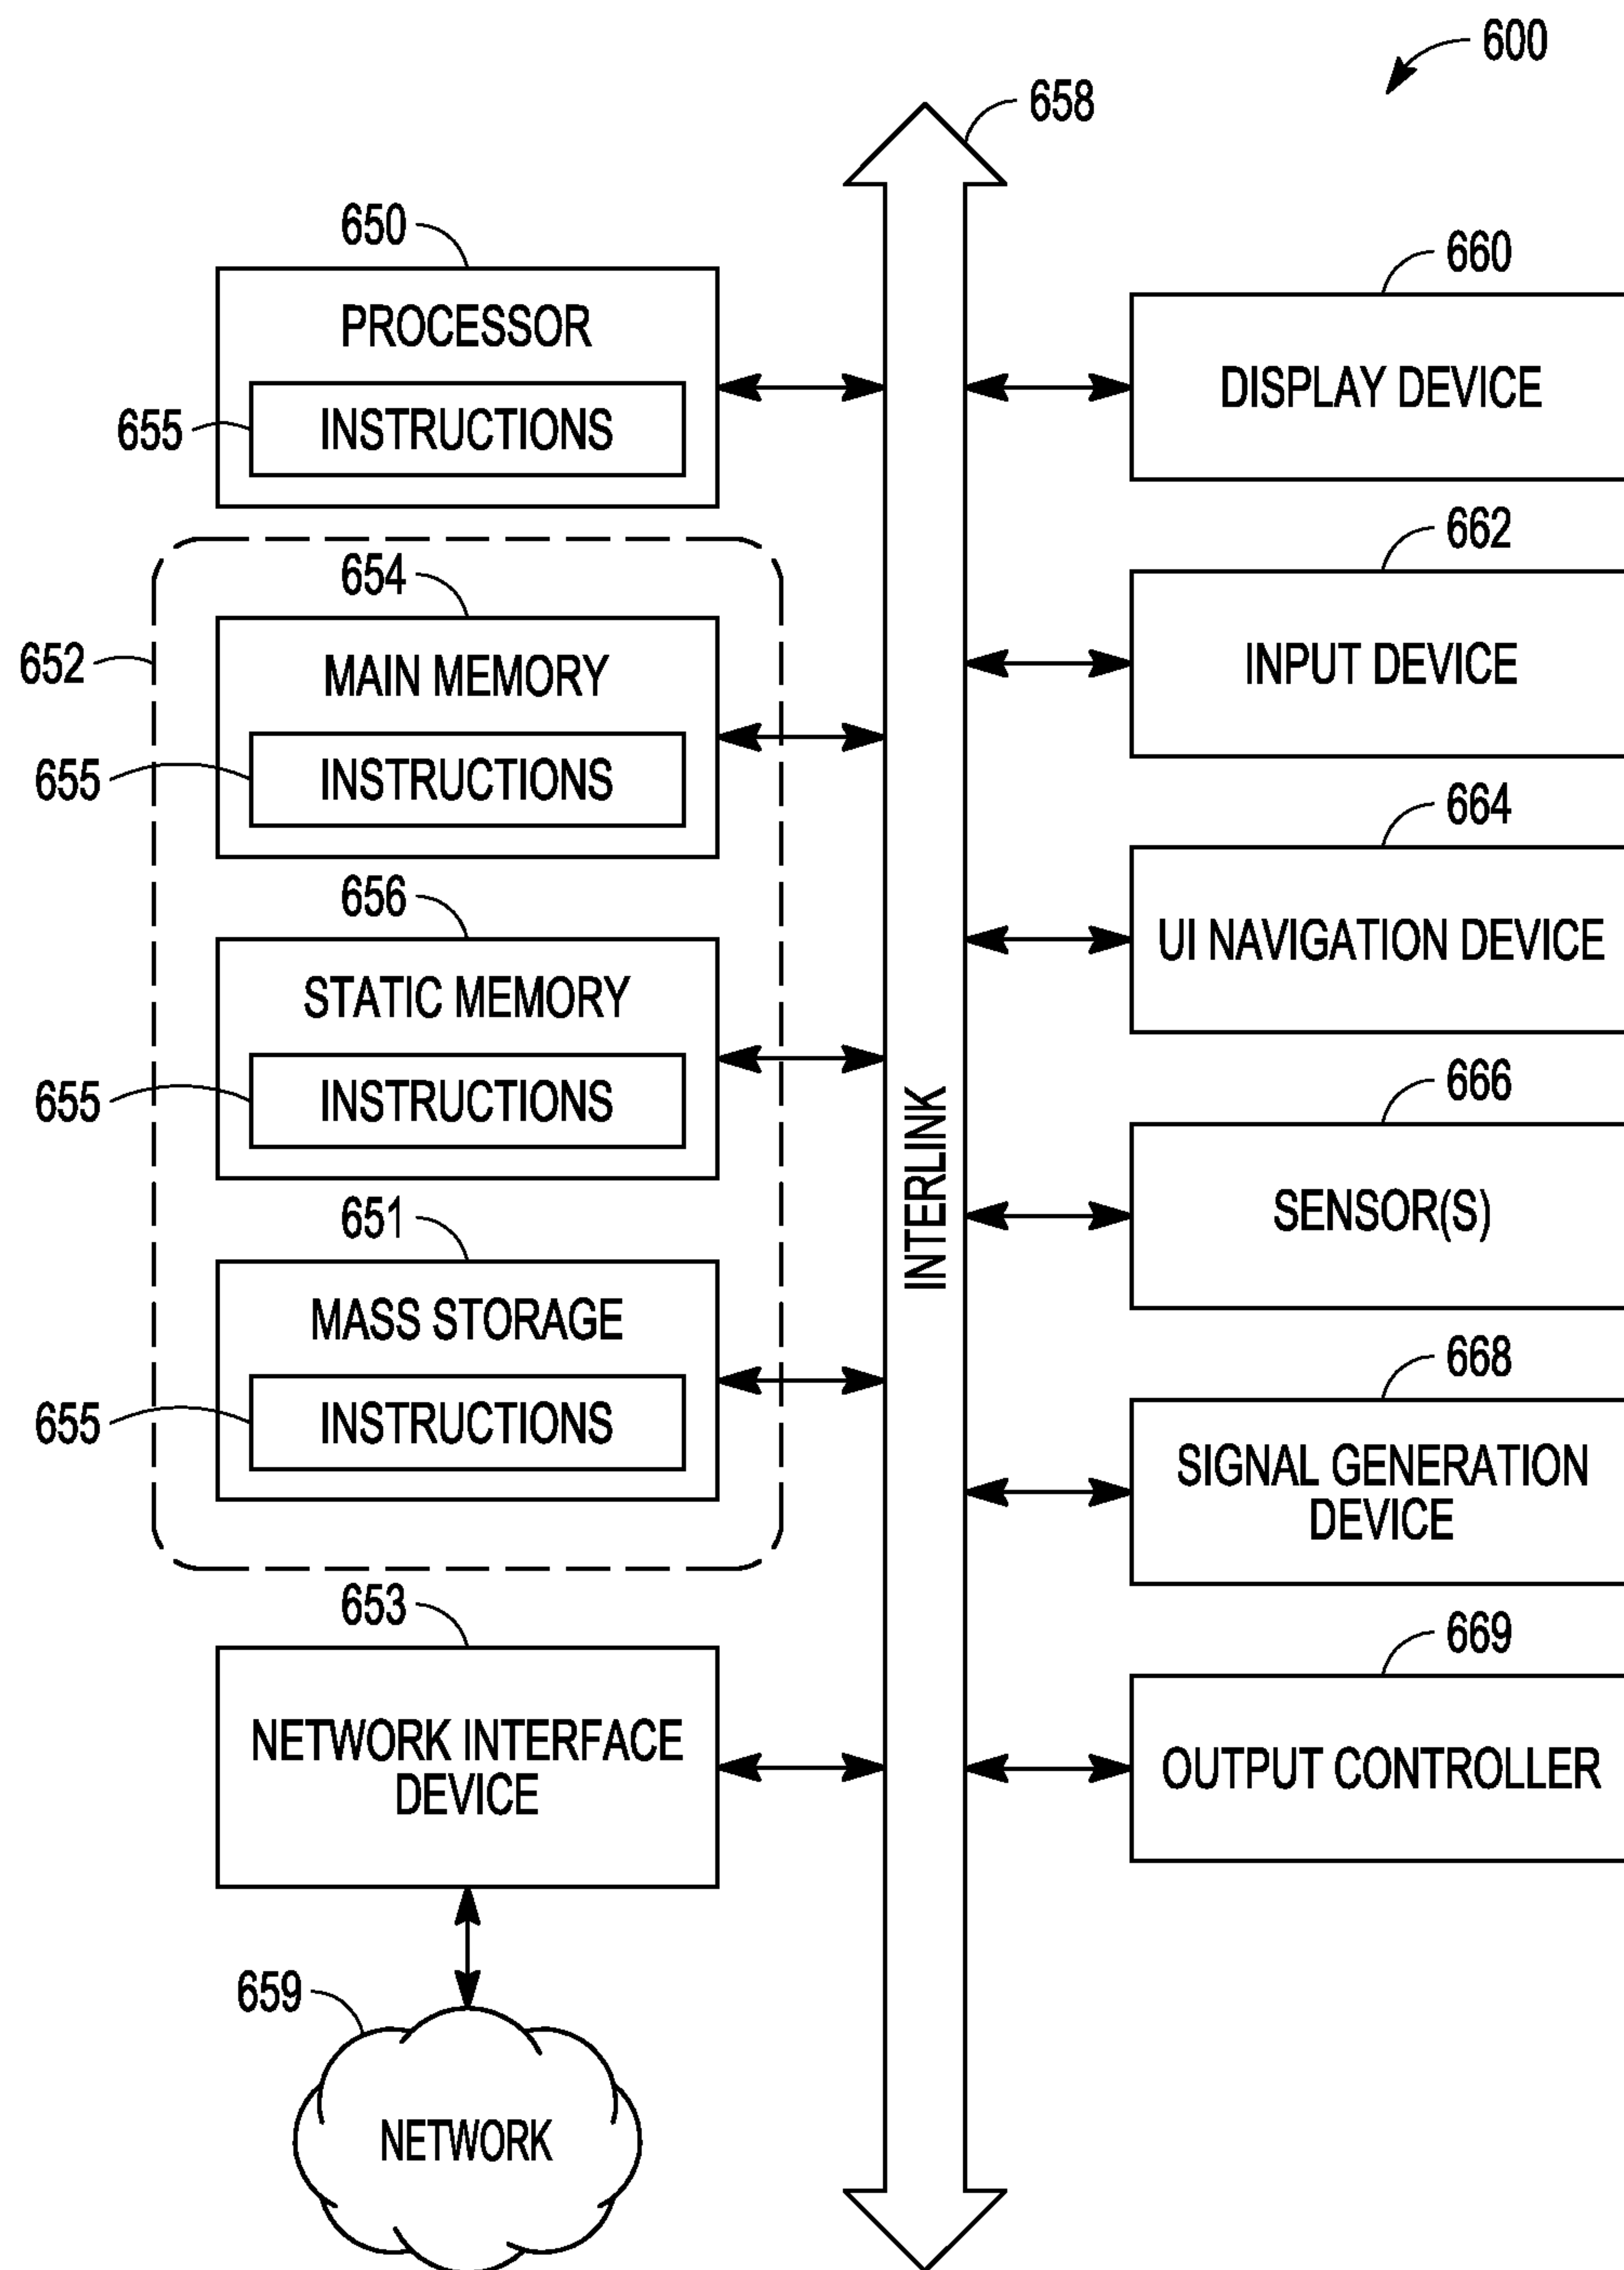 600
658
650
PROCESSOR
655
INSTRUCTIONS
652
654
MAIN MEMORY
655
INSTRUCTIONS
656
STATIC MEMORY
655
INSTRUCTIONS
651
MASS STORAGE
655
INSTRUCTIONS
653
NETWORK INTERFACE
DEVICE
659
NETWORK
INTERLINK
660
DISPLAY DEVICE
662
INPUT DEVICE
664
UI NAVIGATION DEVICE
666
SENSOR(S)
668
SIGNAL GENERATION
DEVICE
669
OUTPUT CONTROLLER